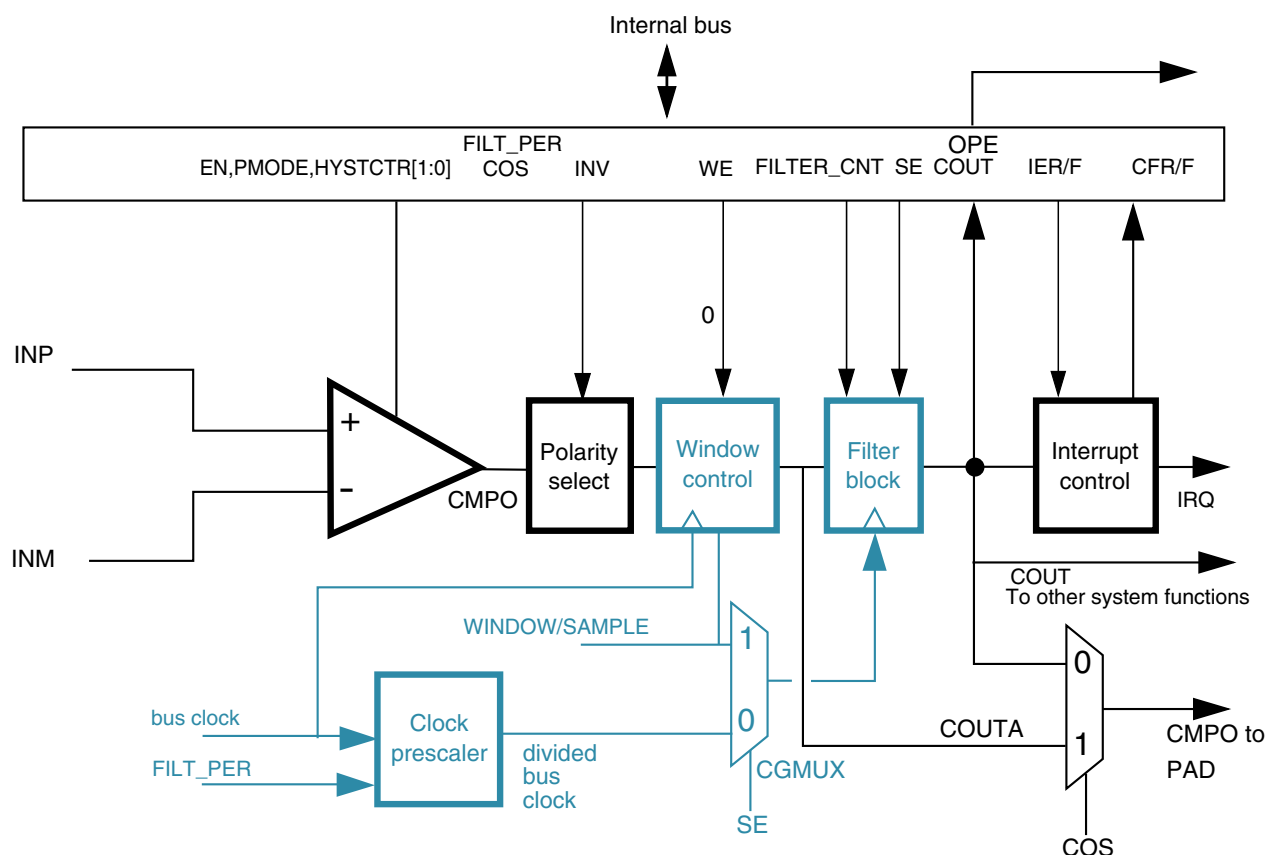 Internal bus
FILT_PER
OPE
EN,PMODE,HYSTCTR[1:0]
COS
INV
WE
FILTER_CNT
SE
COUT
IER/F
CFR/F
0
INP
+
-
INM
CMPO
Polarity
select
Window
control
Filter
block
Interrupt
control
IRQ
COUT
To other system functions
WINDOW/SAMPLE
1
0
bus clock
FILT_PER
Clock
prescaler
divided
bus
clock
CGMUX
SE
COUTA
0
1
CMPO to
PAD
COS